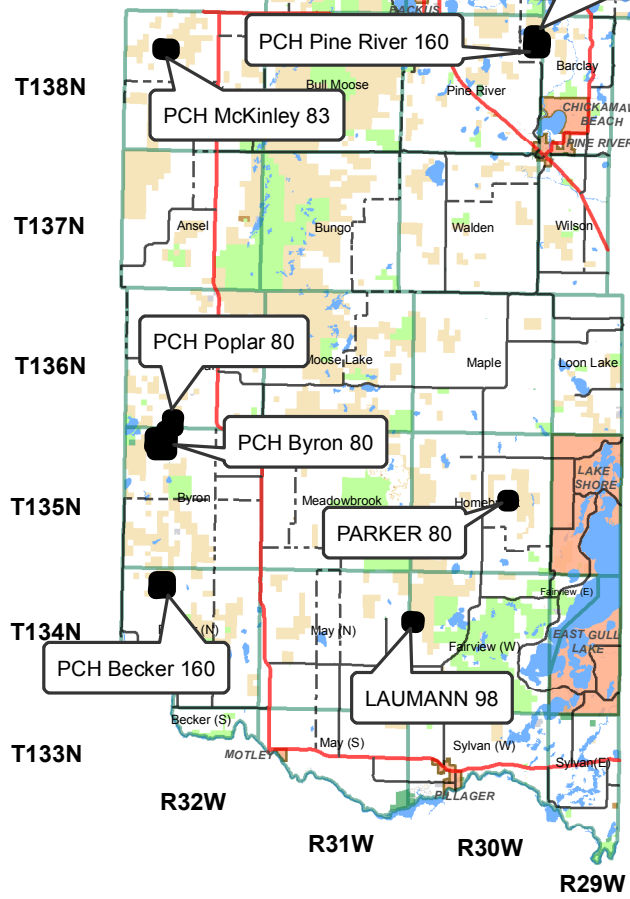 BACKUS
PCH Pine River 160
Barclay
T138N
Bull Moose
Pine River
PCH McKinley 83
CHICKAMAW
BEACH
PINE RIVER
T137N
Ansel
Bungo
Walden
Wilson
PCH Poplar 80
T136N
Moose Lake
Maple
Loon Lake
PCH Byron 80
LAKE
SHORE
T135N
Byron
Meadowbrook
PARKER 80
Fairview (E)
T134N
(N)
May (N)
Fairview (W)
EAST GULL
LAKE
PCH Becker 160
LAUMANN 98
Becker (S)
T133N
MOTLEY
May (S)
Sylvan (W)
Sylvan(E)
PILLAGER
R32W
R31W
R30W
R29W